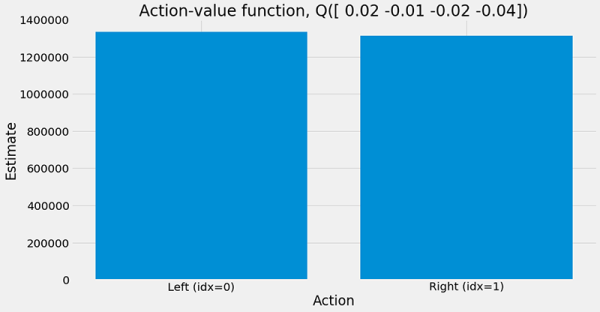 Action-value function, Q([ 0.02 -0.01 -0.02 -0.04])
1400000
1200000
1000000
800000
600000
400000
200000
0
Estimate
Left (idx=0)
Right (idx=1)
Action